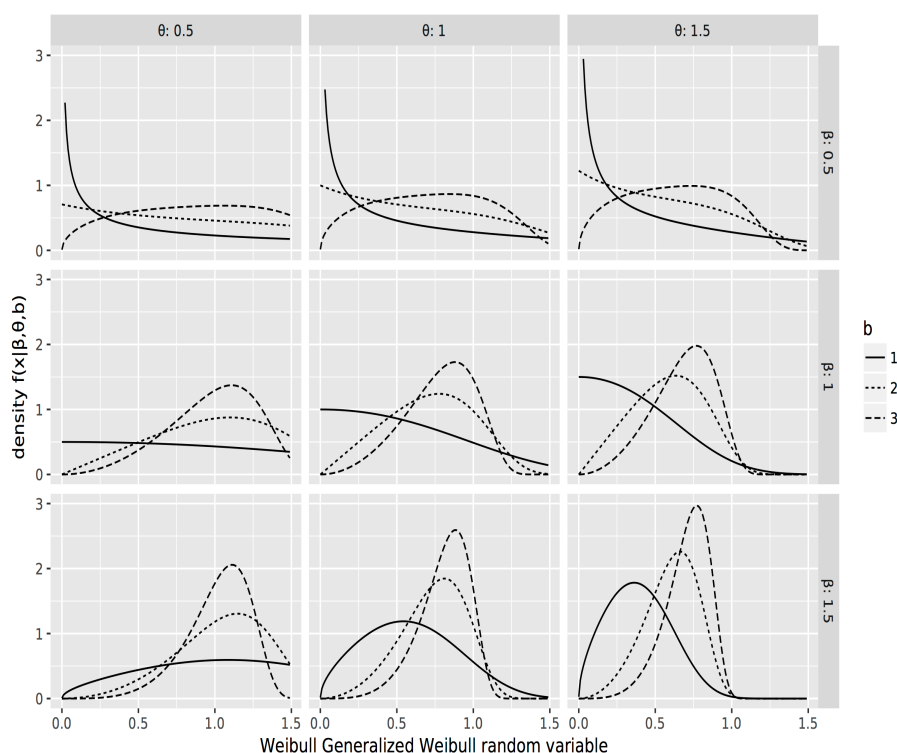 θ: 0.5
θ: 1
θ: 1.5
3
2
1
0
β: 0.5
3
2
1
0
β: 1
3
2
1
0
β: 1.5
density f(x|β,θ,b)
0.0 0.5 1.0 1.5
0.0 0.5 1.0 1.5
0.0 0.5 1.0 1.5
Weibull Generalized Weibull random variable
b
1
2
3